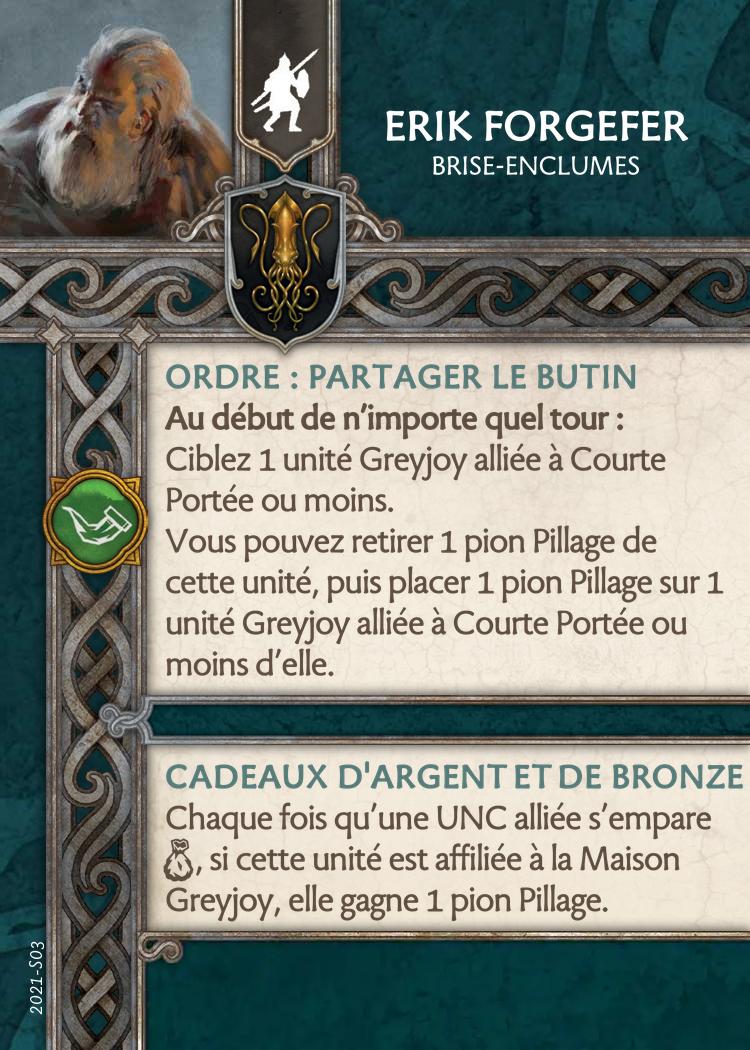 ERIK FORGEFER
BRISE-ENCLUMES
ORDRE : PARTAGER LE BUTIN
Au début de n’importe quel tour :
Ciblez 1 unité Greyjoy alliée à Courte
Portée ou moins.
Vous pouvez retirer 1 pion Pillage de
cette unité, puis placer 1 pion Pillage sur 1
unité Greyjoy alliée à Courte Portée ou
moins d’elle.
CADEAUX D'ARGENT ET DE BRONZE
Chaque fois qu’une UNC alliée s’empare
, si cette unité est affiliée à la Maison
Greyjoy, elle gagne 1 pion Pillage.
2021-S03